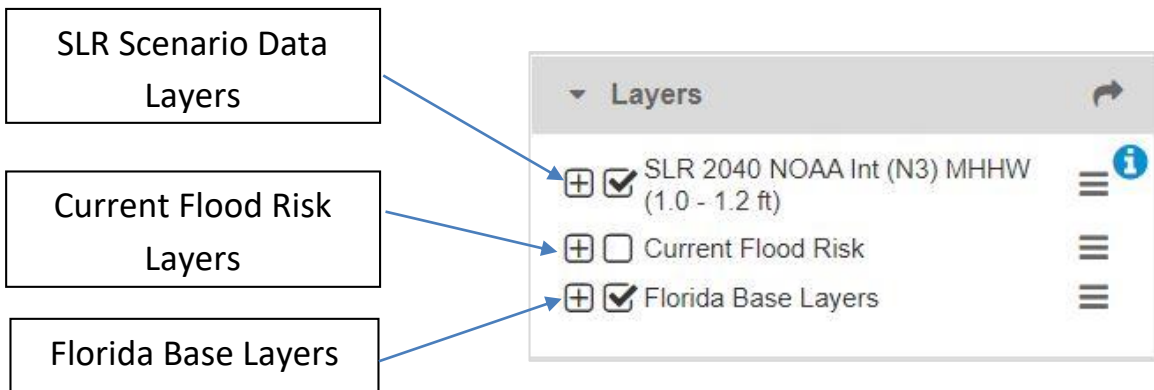 SLR Scenario Data
Layers
Current Flood Risk
Layers
Florida Base Layers
Layers
SLR 2040 NOAA Int (N3) MHHW
(1.0 - 1.2 ft)
Current Flood Risk
Florida Base Layers